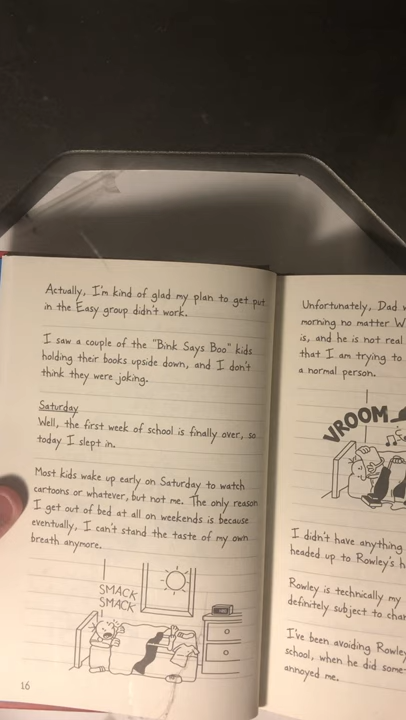 Actually, I'm kind of glad my plan to get put
in the Easy group didn't work.
I saw a couple of the "Bink Says Boo" kids
holding their books upside down, and I don't
think they were joking.
Saturday
Well, the first week of school is finally over, so
today I slept in.
Most kids wake up early on Saturday to watch
cartoons or whatever, but not me. The only reason
I get out of bed at all on weekends is because
eventually, I can't stand the taste of my own
breath anymore.
SMACK
SMACK
16
Unfortunately, Dad
morning no matter
is, and he is not real
that I am trying to
a normal person.
VROOM
I didn't have anything
headed up to Rowley's
Rowley is technically my
definitely subject to
I've been avoiding
school, when he did
annoyed me.